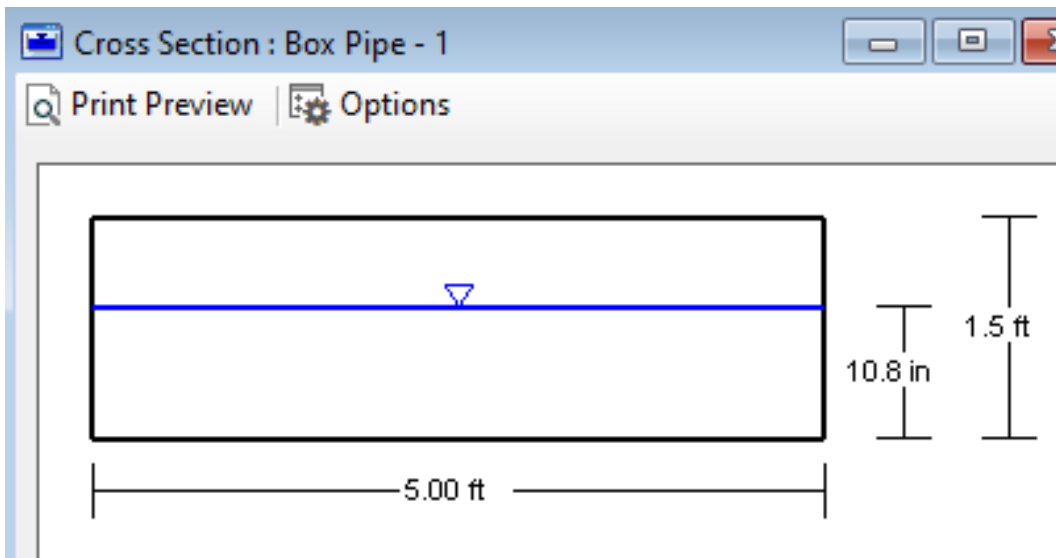 Cross Section : Box Pipe - 1
Print Preview Options
1.5 ft
10.8 in
5.00 ft